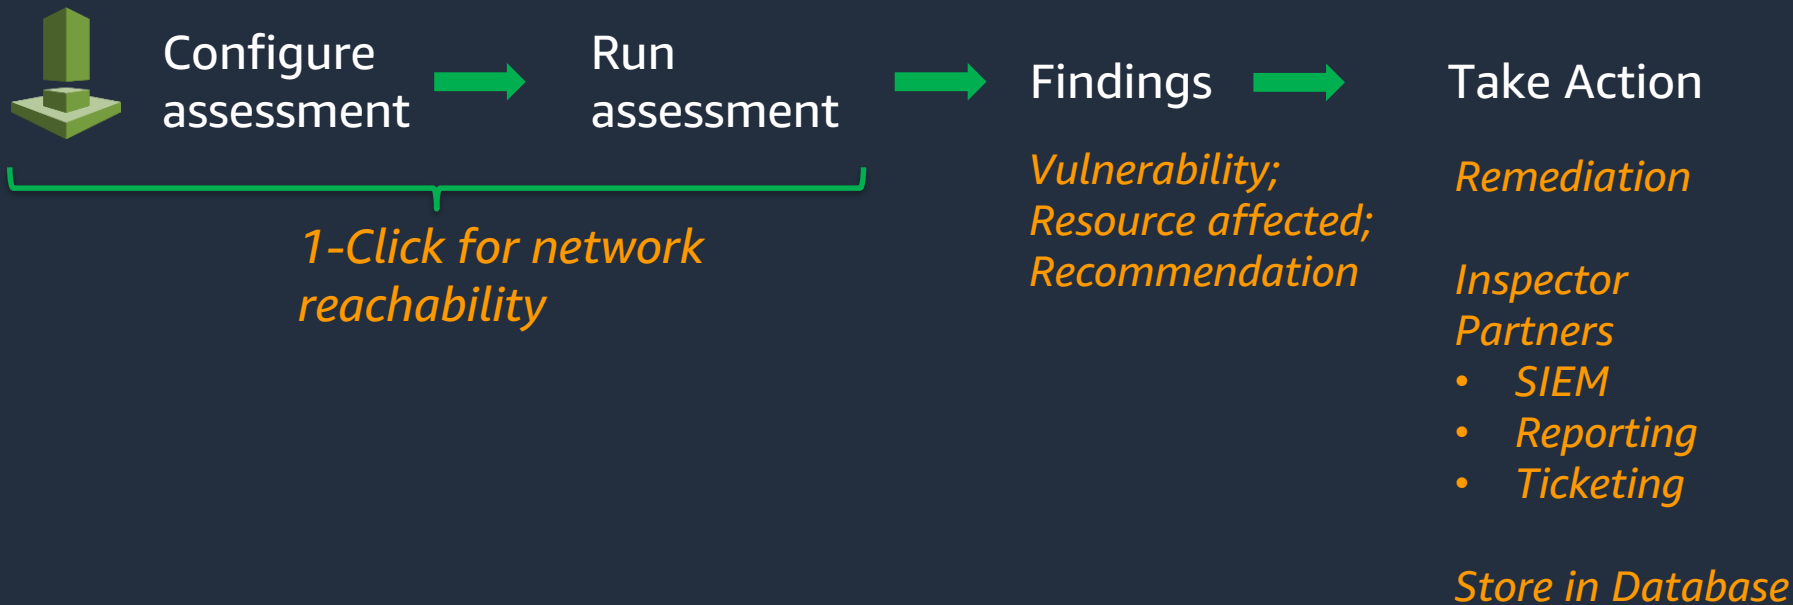 Configure
assessment
Run
assessment
Findings
Take Action
1-Click for network
reachability
Vulnerability;
Resource affected;
Recommendation
Remediation
Inspector
Partners
• SIEM
• Reporting
• Ticketing
Store in Database